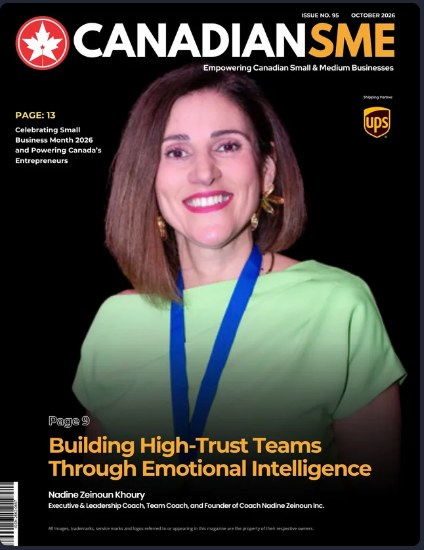 ISSUE NO. 95 OCTOBER 2026
CANADIANSME
Empowering Canadian Small & Medium Businesses
Shipping Partner
ups
PAGE: 13
Celebrating Small
Business Month 2026
and Powering Canada's
Entrepreneurs
Page 9
Building High-Trust Teams
Through Emotional Intelligence
Nadine Zeinoun Khoury
Executive & Leadership Coach, Team Coach, and Founder of Coach Nadine Zeinoun Inc.
All images, trademarks, service marks and logos referred to or appearing in this magazine are the property of their respective owners.